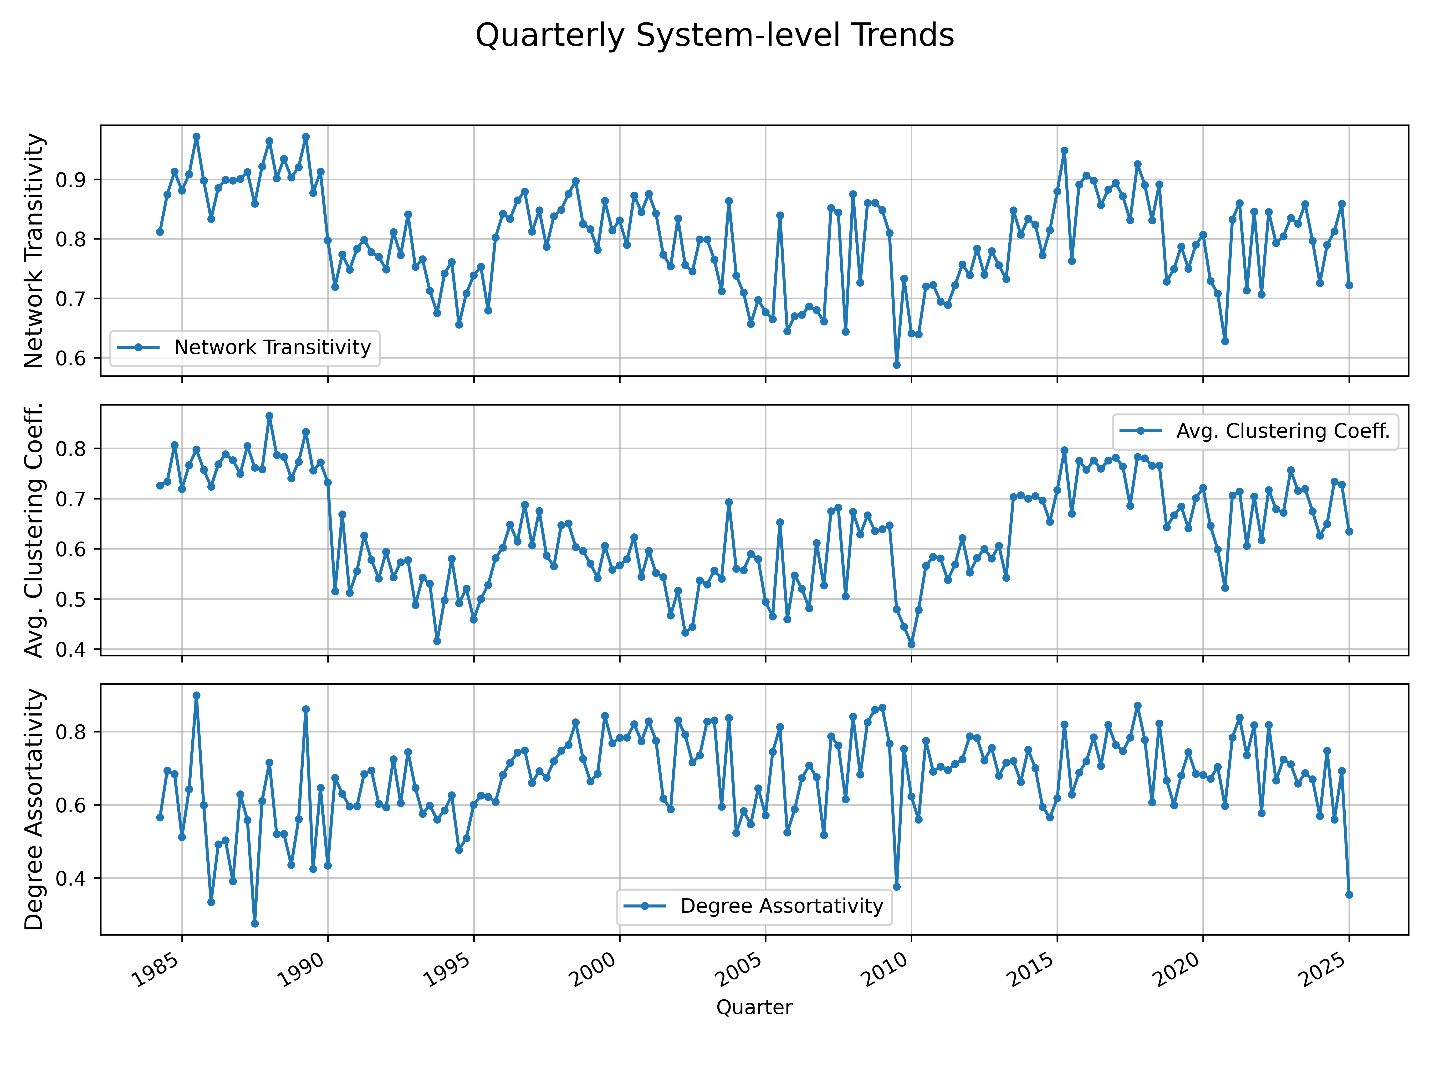 Quarterly System-level Trends
Network Transitivity
0.9
0.8
0.7
0.6
Network Transitivity
Avg. Clustering Coeff.
0.8
0.7
0.6
0.5
0.4
Avg. Clustering Coeff.
Degree Assortativity
0.8
0.6
0.4
Degree Assortativity
1985 1990 1995 2000 2005 2010 2015 2020 2025
Quarter